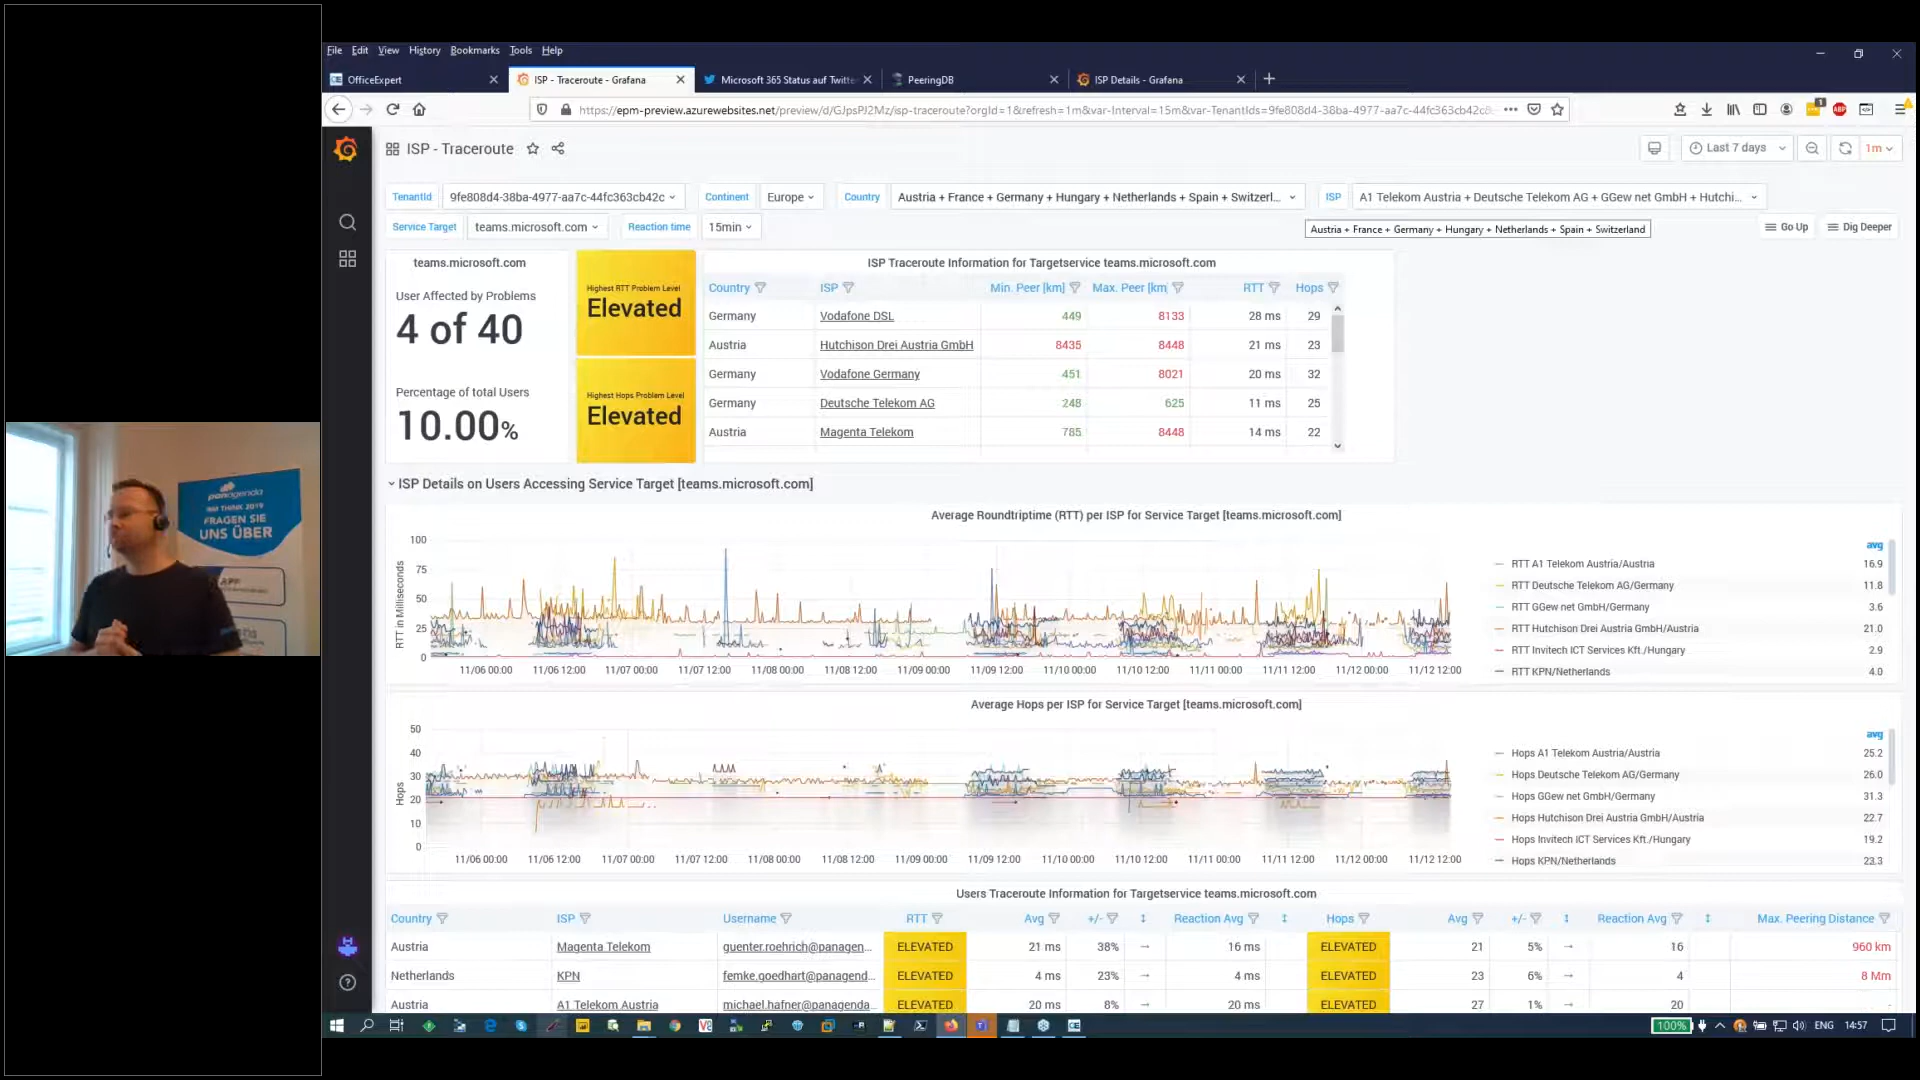 File Edit View History Bookmarks Tools Help
OfficeExpert
ISP - Traceroute - Grafana
Microsoft 365 Status auf Twitte
PeeringDB
ISP Details - Grafana
https://epm-preview.azurewebsites.net/preview/d/GJpsPJ2Mz/isp-traceroute?orgId=1&refresh=1m&var-Interval=15m&var-TenantIds=9fe808d4-38ba-4977-aa7c-44fc363cb42c&
ISP - Traceroute
Last 7 days
1m
TenantId 9fe808d4-38ba-4977-aa7c-44fc363cb42c Continent Europe Country Austria + France + Germany + Hungary + Netherlands + Spain + Switzerl... ISP A1 Telekom Austria + Deutsche Telekom AG + GGew net GmbH + Hutchi...
Service Target teams.microsoft.com Reaction time 15min
Austria + France + Germany + Hungary + Netherlands + Spain + Switzerland
Go Up Dig Deeper
teams.microsoft.com
User Affected by Problems
4 of 40
Percentage of total Users
10.00%
Highest RTT Problem Level
Elevated
Highest Hops Problem Level
Elevated
ISP Traceroute Information for Targetservice teams.microsoft.com
Country ISP Min. Peer [km] Max. Peer [km] RTT Hops
Germany Vodafone DSL 449 8133 28 ms 29
Austria Hutchison Drei Austria GmbH 8435 8448 21 ms 23
Germany Vodafone Germany 451 8021 20 ms 32
Germany Deutsche Telekom AG 248 625 11 ms 25
Austria Magenta Telekom 785 8448 14 ms 22
panagenda
IBM THINK 2019
FRAGEN SIE
UNS ÜBER
ISP Details on Users Accessing Service Target [teams.microsoft.com]
Average Roundtriptime (RTT) per ISP for Service Target [teams.microsoft.com]
RTT in Milliseconds
100
75
50
25
0
11/06 00:00 11/06 12:00 11/07 00:00 11/07 12:00 11/08 00:00 11/08 12:00 11/09 00:00 11/09 12:00 11/10 00:00 11/10 12:00 11/11 00:00 11/11 12:00 11/12 00:00 11/12 12:00
avg
RTT A1 Telekom Austria/Austria 16.9
RTT Deutsche Telekom AG/Germany 11.8
RTT GGew net GmbH/Germany 3.6
RTT Hutchison Drei Austria GmbH/Austria 21.0
RTT Invitech ICT Services Kft./Hungary 2.9
RTT KPN/Netherlands 4.0
Average Hops per ISP for Service Target [teams.microsoft.com]
Hops
50
40
30
20
10
0
11/06 00:00 11/06 12:00 11/07 00:00 11/07 12:00 11/08 00:00 11/08 12:00 11/09 00:00 11/09 12:00 11/10 00:00 11/10 12:00 11/11 00:00 11/11 12:00 11/12 00:00 11/12 12:00
avg
Hops A1 Telekom Austria/Austria 25.2
Hops Deutsche Telekom AG/Germany 26.0
Hops GGew net GmbH/Germany 31.3
Hops Hutchison Drei Austria GmbH/Austria 22.7
Hops Invitech ICT Services Kft./Hungary 19.2
Hops KPN/Netherlands 23.3
Users Traceroute Information for Targetservice teams.microsoft.com
Country ISP Username RTT Avg +/- Reaction Avg Hops Avg +/- Reaction Avg Max. Peering Distance
Austria Magenta Telekom guenter.roehrich@panagen... ELEVATED 21 ms 38% → 16 ms ELEVATED 21 5% → 16 960 km
Netherlands KPN femke.goedhart@panagend... ELEVATED 4 ms 23% → 4 ms ELEVATED 23 6% → 4 8 Mm
Austria A1 Telekom Austria michael.hafner@panagenda... ELEVATED 20 ms 8% → 20 ms ELEVATED 27 1% → 20 -
100% ENG 14:57